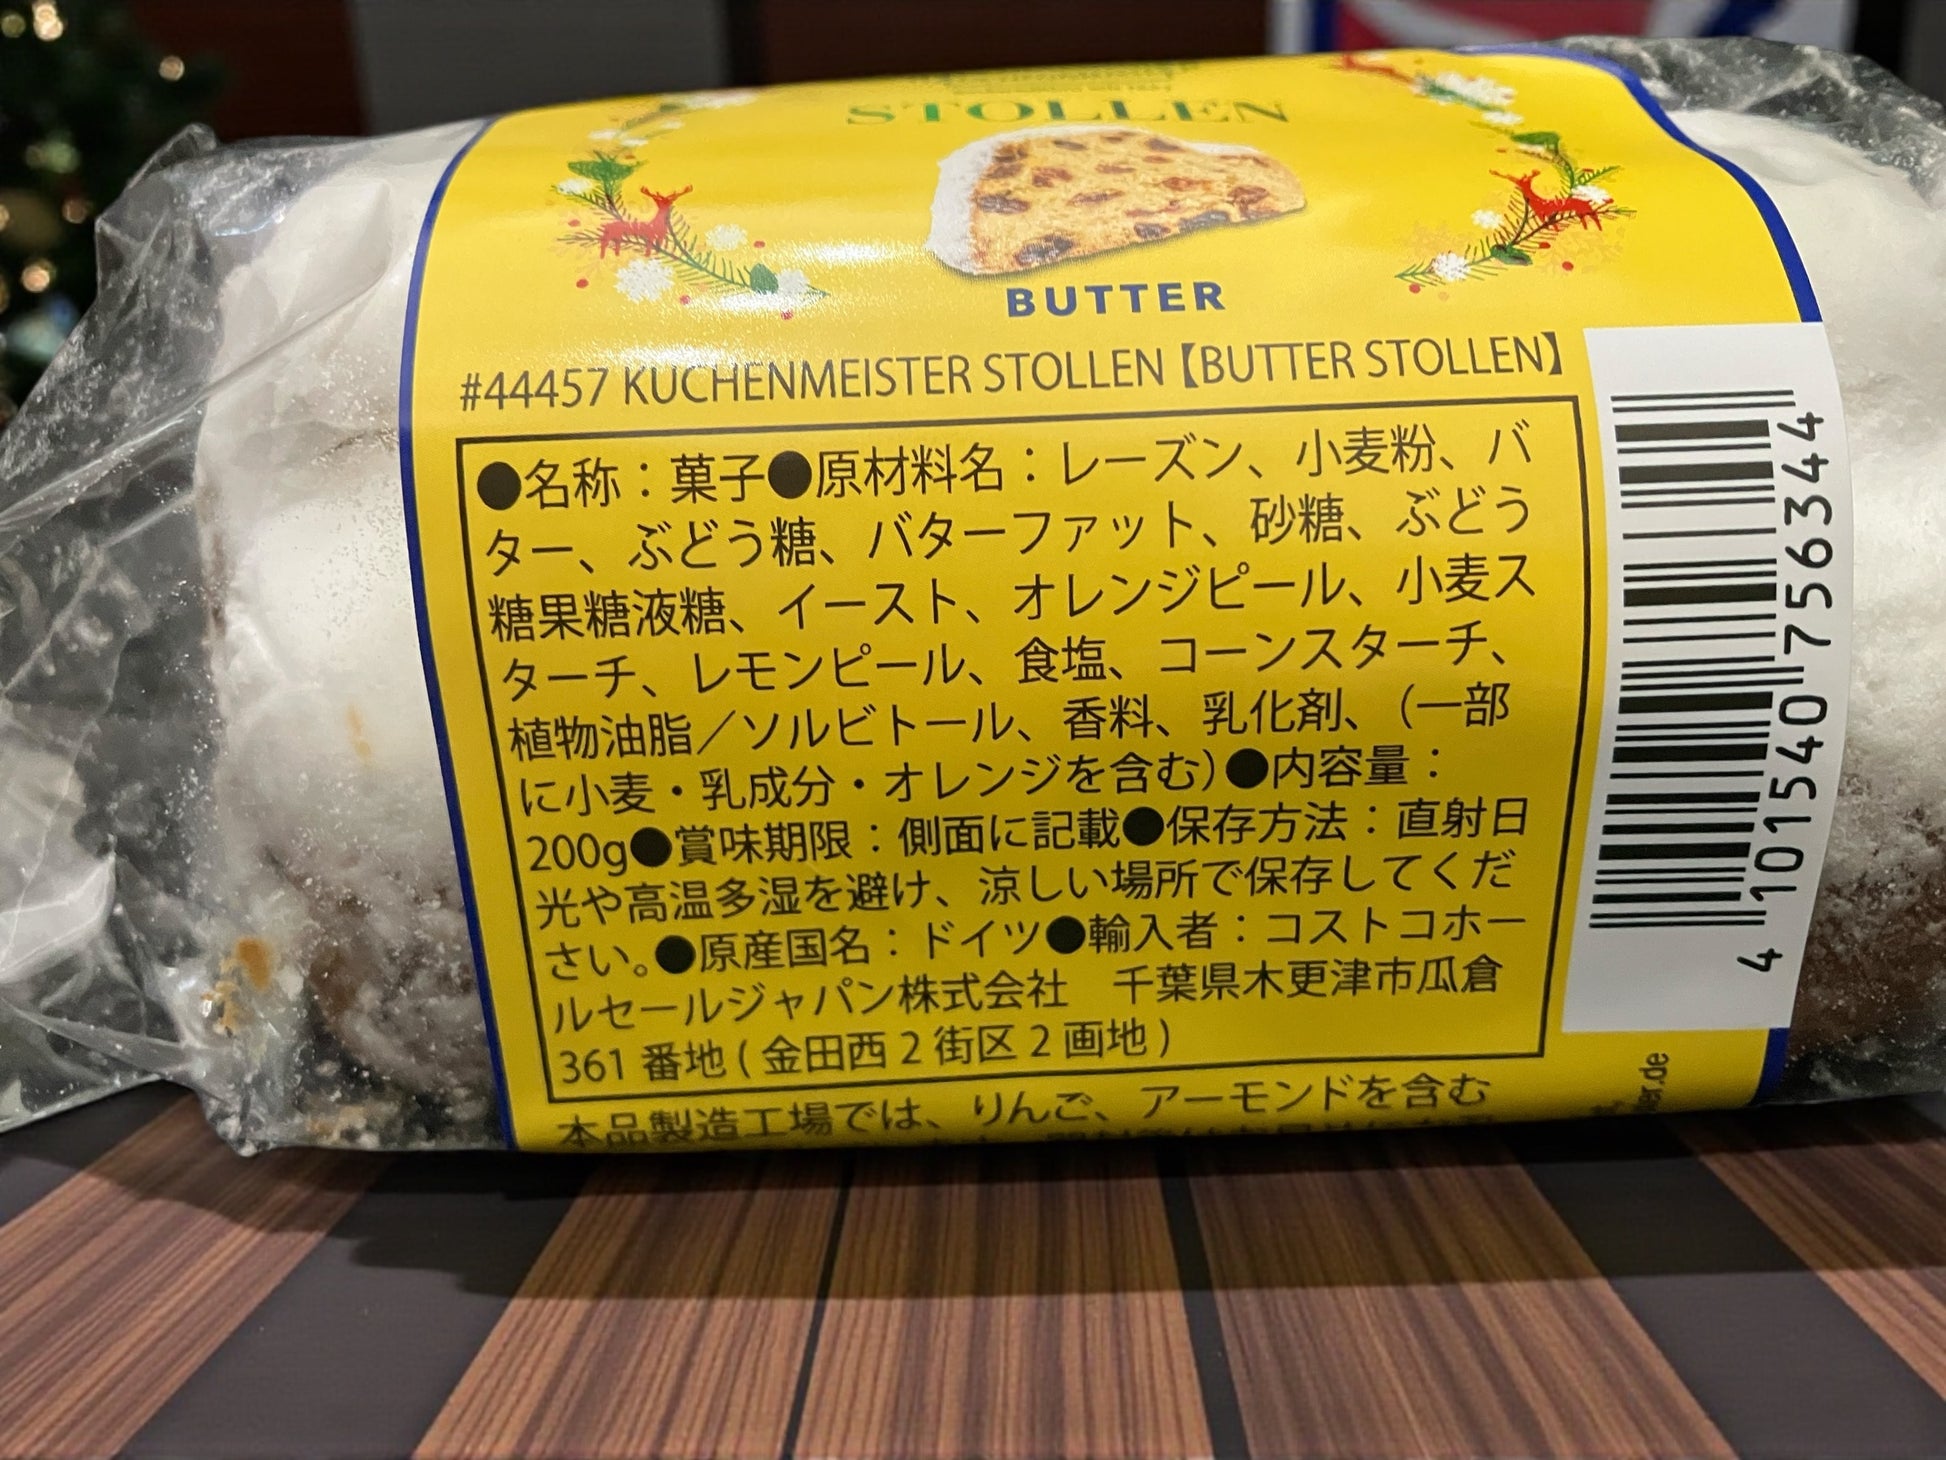 STOLLEN
BUTTER
#44457 KUCHENMEISTER STOLLEN【BUTTER STOLLEN】
●名称：菓子●原材料名：レーズン、小麦粉、バ
ター、ぶどう糖、バターファット、砂糖、ぶどう
糖果糖液糖、イースト、オレンジピール、小麦ス
ターチ、レモンピール、食塩、コーンスターチ、
植物油脂／ソルビトール、香料、乳化剤、（一部
に小麦・乳成分・オレンジを含む）●内容量：
200g●賞味期限：側面に記載●保存方法：直射日
光や高温多湿を避け、涼しい場所で保存してくだ
さい。●原産国名：ドイツ●輸入者：コストコホー
ルセールジャパン株式会社　千葉県木更津市瓜倉
361 番地 ( 金田西 2 街区 2 画地 )
本品製造工場では、りんご、アーモンドを含む
4 101540 756344